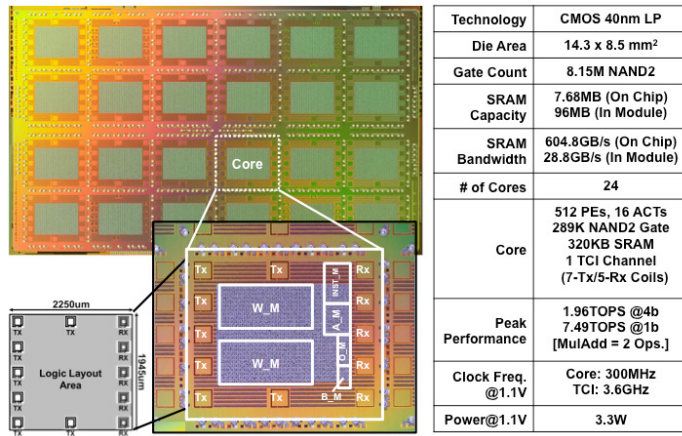 Core
Tx
Rx
W_M
W_M
INST_M
A_M
O_M
B_M
Tx
Tx
Rx
Tx
Rx
Tx
Rx
Tx
Tx
Rx
2250um
1945um
TX
TX
RX
TX
RX
TX
RX
TX
RX
TX
TX
RX
Logic Layout
Area
Technology
CMOS 40nm LP
Die Area
14.3 x 8.5 mm²
Gate Count
8.15M NAND2
SRAM
Capacity
7.68MB (On Chip)
96MB (In Module)
SRAM
Bandwidth
604.8GB/s (On Chip)
28.8GB/s (In Module)
# of Cores
24
Core
512 PEs, 16 ACTs
289K NAND2 Gate
320KB SRAM
1 TCI Channel
(7-Tx/5-Rx Coils)
Peak
Performance
1.96TOPS @4b
7.49TOPS @1b
[MulAdd = 2 Ops.]
Clock Freq.
@1.1V
Core: 300MHz
TCI: 3.6GHz
Power@1.1V
3.3W